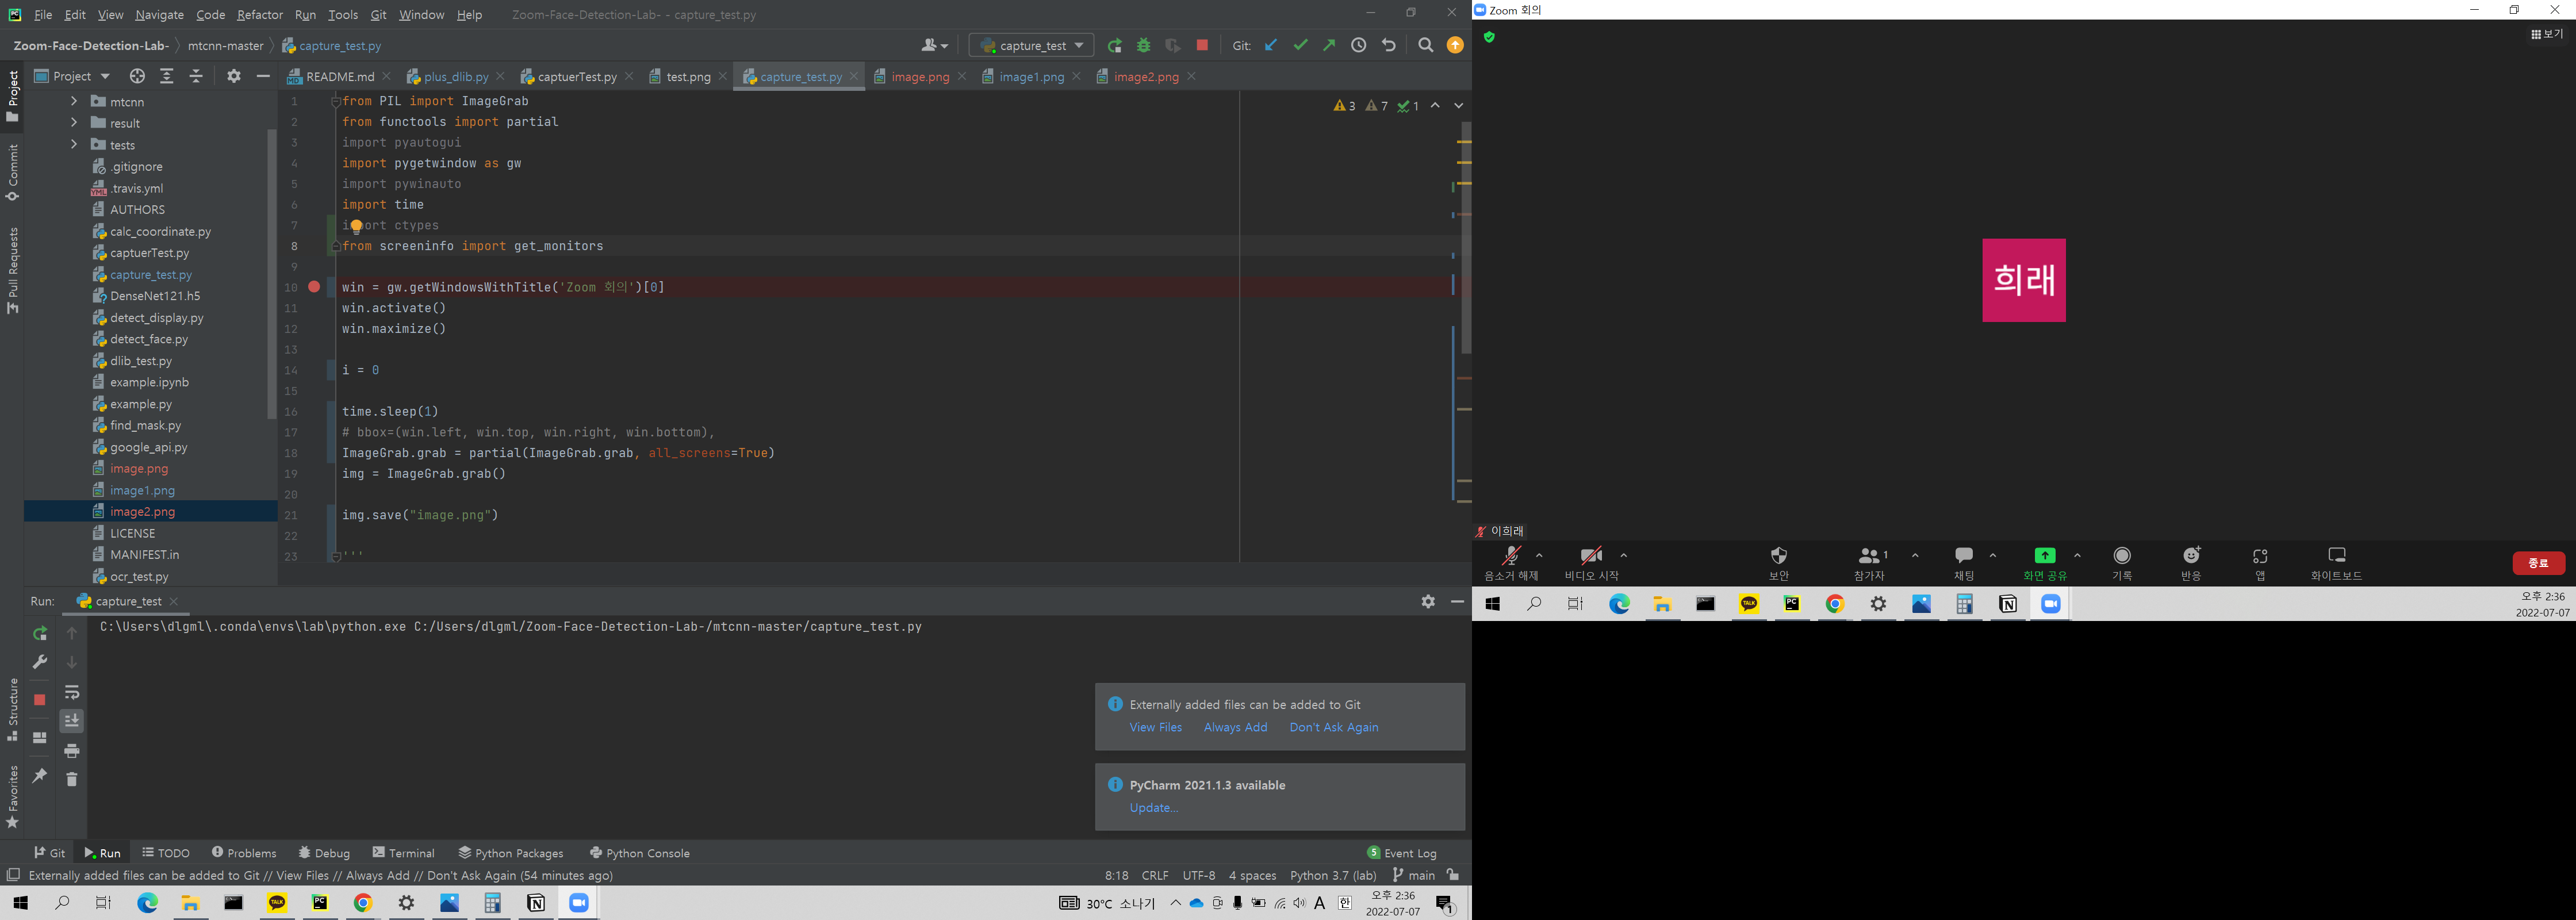 File Edit View Navigate Code Refactor Run Tools Git Window Help Zoom-Face-Detection-Lab- - capture_test.py
Zoom-Face-Detection-Lab- mtcnn-master capture_test.py
capture_test Git:
Project
README.md plus_dlib.py captuerTest.py test.png capture_test.py image.png image1.png image2.png
Project
Commit
Pull Requests
Structure
Favorites
mtcnn
result
tests
.gitignore
.travis.yml
AUTHORS
calc_coordinate.py
captuerTest.py
capture_test.py
DenseNet121.h5
detect_display.py
detect_face.py
dlib_test.py
example.ipynb
example.py
find_mask.py
google_api.py
image.png
image1.png
image2.png
LICENSE
MANIFEST.in
ocr_test.py
3 7 1
1 from PIL import ImageGrab
2 from functools import partial
3 import pyautogui
4 import pygetwindow as gw
5 import pywinauto
6 import time
7 import ctypes
8 from screeninfo import get_monitors
9
10 win = gw.getWindowsWithTitle('Zoom 회의')[0]
11 win.activate()
12 win.maximize()
13
14 i = 0
15
16 time.sleep(1)
17 # bbox=(win.left, win.top, win.right, win.bottom),
18 ImageGrab.grab = partial(ImageGrab.grab, all_screens=True)
19 img = ImageGrab.grab()
20
21 img.save("image.png")
22
23 '''
Run: capture_test
C:\Users\dlgml\.conda\envs\lab\python.exe C:/Users/dlgml/Zoom-Face-Detection-Lab-/mtcnn-master/capture_test.py
Externally added files can be added to Git
View Files Always Add Don't Ask Again
PyCharm 2021.1.3 available
Update...
Git Run TODO Problems Debug Terminal Python Packages Python Console 5 Event Log
Externally added files can be added to Git // View Files // Always Add // Don't Ask Again (54 minutes ago) 8:18 CRLF UTF-8 4 spaces Python 3.7 (lab) main
30°C 소나기 A 한 오후 2:36
2022-07-07
1
Zoom 회의
보기
희래
이희래
1
음소거 해제 비디오 시작 보안 참가자 채팅 화면 공유 기록 반응 앱 화이트보드 종료
오후 2:36
2022-07-07